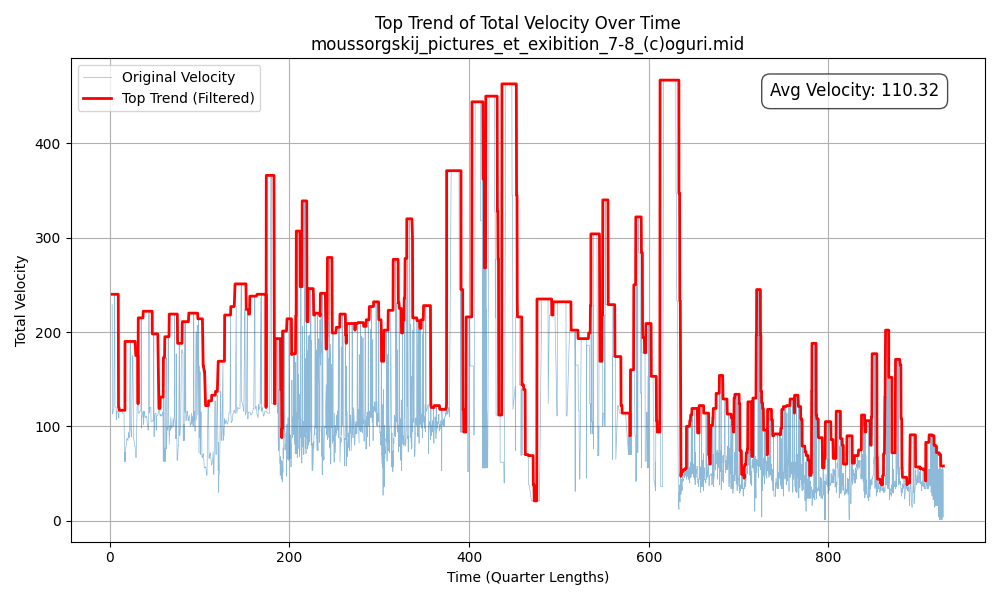 Top Trend of Total Velocity Over Time
moussorgskij_pictures_et_exibition_7-8_(c)oguri.mid
Original Velocity
Top Trend (Filtered)
Avg Velocity: 110.32
Total Velocity
400
300
200
100
0
0 200 400 600 800
Time (Quarter Lengths)